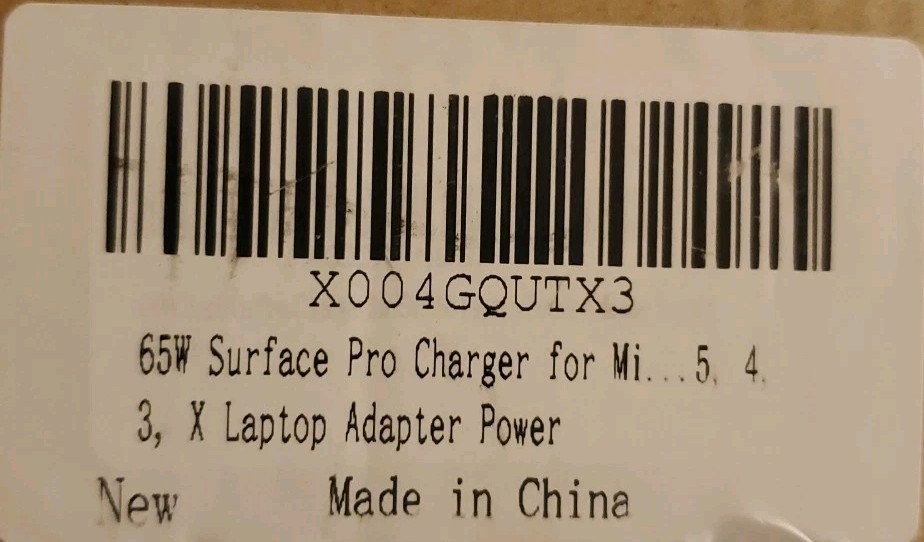 X004GQUTX3
65W Surface Pro Charger for Mi...5, 4,
3, X Laptop Adapter Power
New Made in China